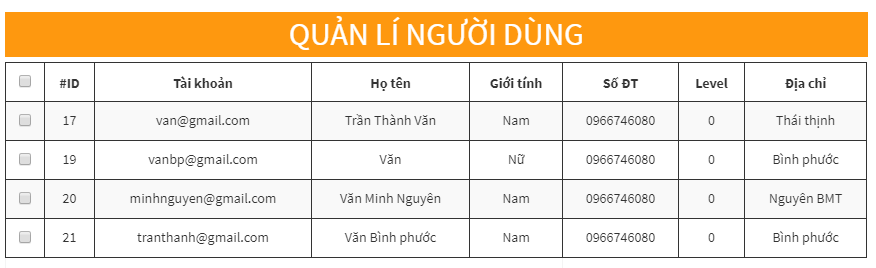 QUẢN LÍ NGƯỜI DÙNG
#ID Tài khoản Họ tên Giới tính Số ĐT Level Địa chỉ
17 van@gmail.com Trần Thành Văn Nam 0966746080 0 Thái thịnh
19 vanbp@gmail.com Văn Nữ 0966746080 0 Bình phước
20 minhnguyen@gmail.com Văn Minh Nguyên Nam 0966746080 0 Nguyên BMT
21 tranthanh@gmail.com Văn Bình phước Nam 0966746080 0 Bình phước